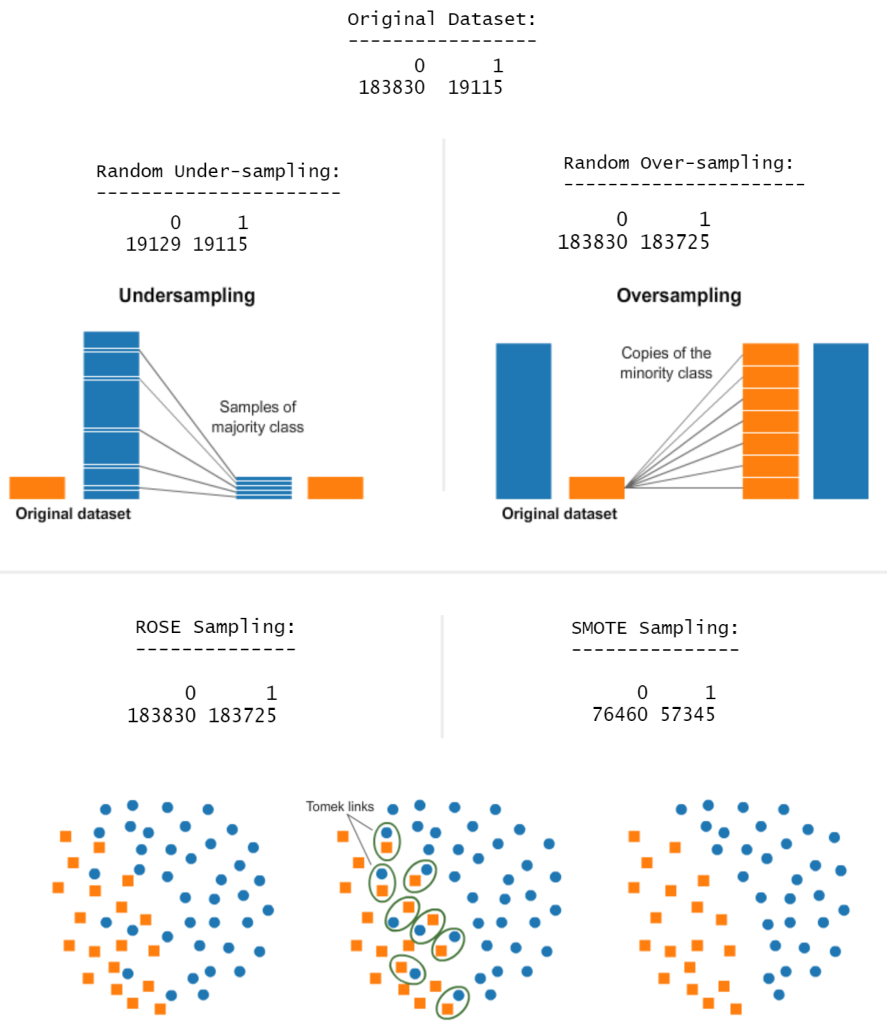 Original Dataset:
-----------------
0 1
183830 19115
Random Under-sampling:
----------------------
0 1
19129 19115
Undersampling
Samples of
majority class
Original dataset
Random Over-sampling:
---------------------
0 1
183830 183725
Oversampling
Copies of the
minority class
Original dataset
ROSE Sampling:
--------------
0 1
183830 183725
SMOTE Sampling:
---------------
0 1
76460 57345
Tomek links